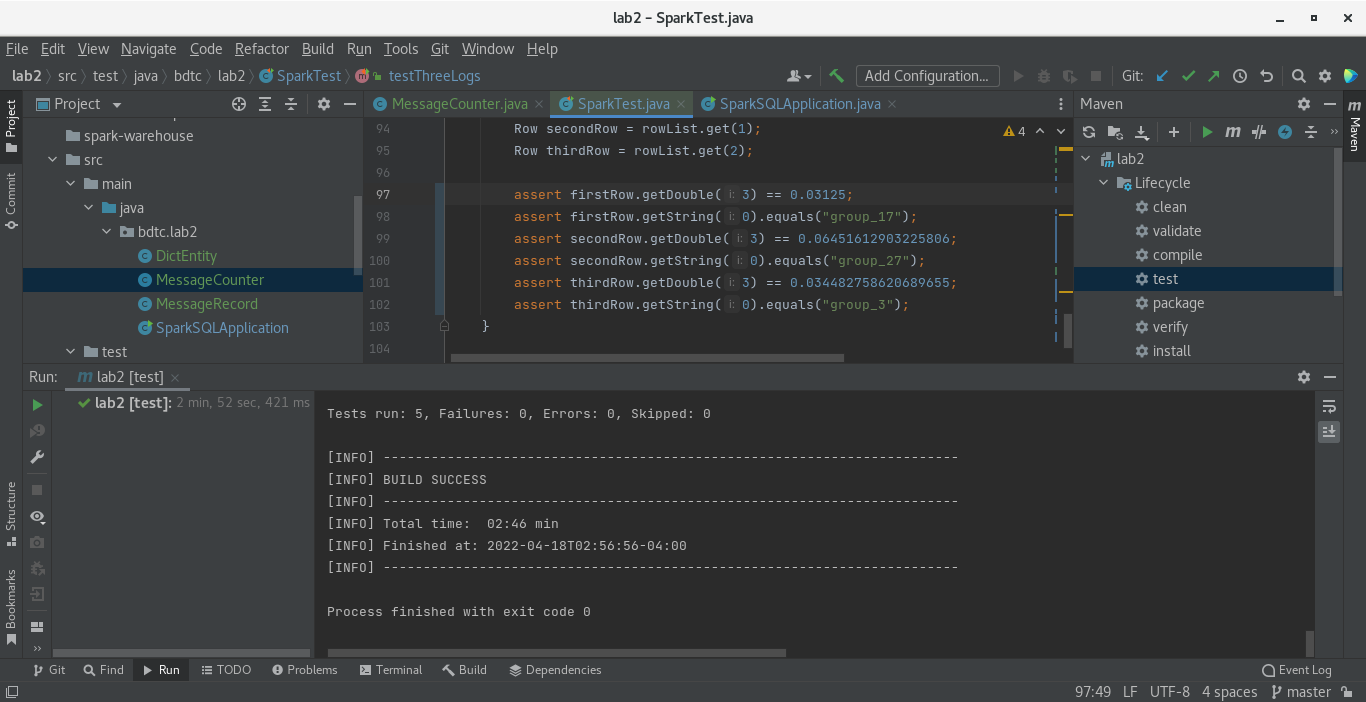 lab2 – SparkTest.java
File Edit View Navigate Code Refactor Build Run Tools Git Window Help
lab2 src test java bdtc lab2 SparkTest testThreeLogs Add Configuration... Git:
Project
MessageCounter.java SparkTest.java SparkSQLApplication.java
Maven
spark-warehouse
src
main
java
bdtc.lab2
DictEntity
MessageCounter
MessageRecord
SparkSQLApplication
test
4
94 Row secondRow = rowList.get(1);
95 Row thirdRow = rowList.get(2);
96
97 assert firstRow.getDouble( i: 3) == 0.03125;
98 assert firstRow.getString( i: 0).equals("group_17");
99 assert secondRow.getDouble( i: 3) == 0.06451612903225806;
100 assert secondRow.getString( i: 0).equals("group_27");
101 assert thirdRow.getDouble( i: 3) == 0.034482758620689655;
102 assert thirdRow.getString( i: 0).equals("group_3");
103 }
104
lab2
Lifecycle
clean
validate
compile
test
package
verify
install
Project
Commit
Structure
Bookmarks
Maven
Run: lab2 [test]
lab2 [test]: 2 min, 52 sec, 421 ms
Tests run: 5, Failures: 0, Errors: 0, Skipped: 0
[INFO] ------------------------------------------------------------------------
[INFO] BUILD SUCCESS
[INFO] ------------------------------------------------------------------------
[INFO] Total time:  02:46 min
[INFO] Finished at: 2022-04-18T02:56:56-04:00
[INFO] ------------------------------------------------------------------------
Process finished with exit code 0
Git Find Run TODO Problems Terminal Build Dependencies Event Log
97:49 LF UTF-8 4 spaces master